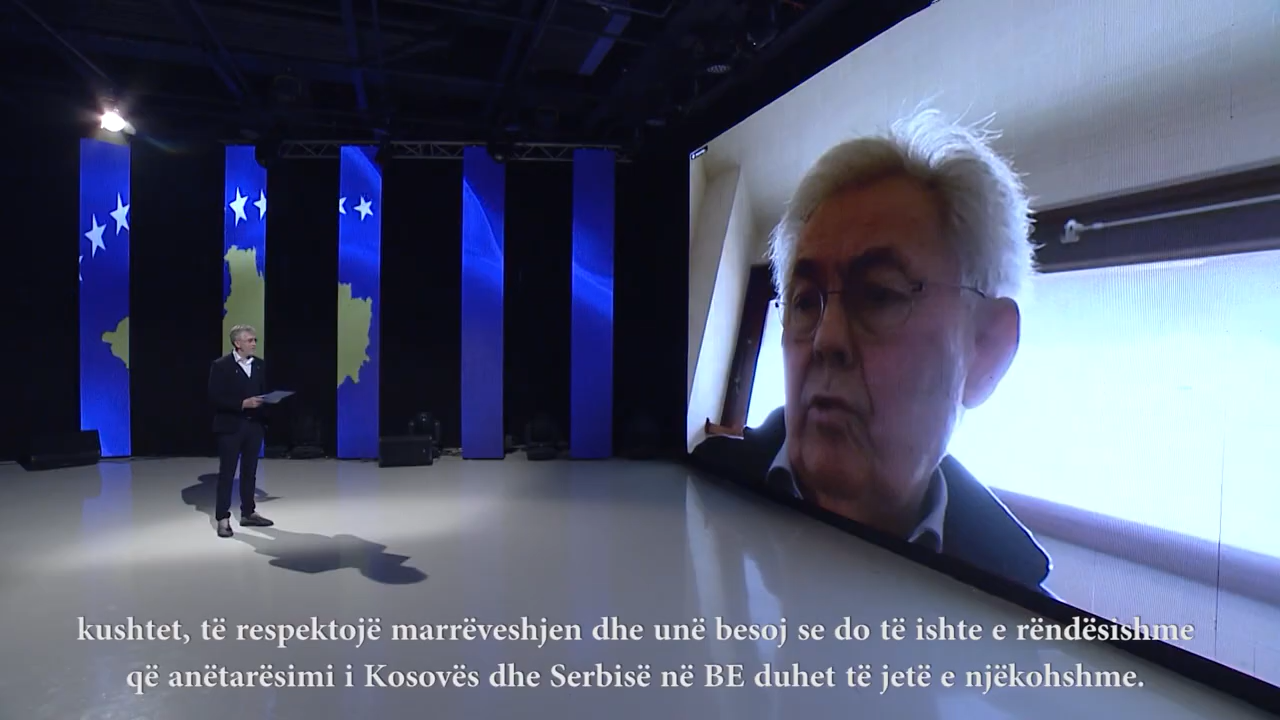 kushtet, të respektojë marrëveshjen dhe unë besoj se do të ishte e rëndësishme
që anëtarësimi i Kosovës dhe Serbisë në BE duhet të jetë e njëkohshme.